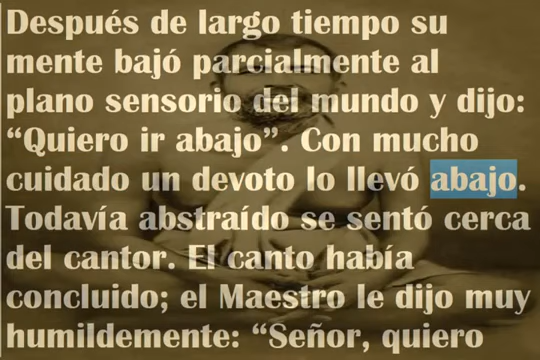 Después de largo tiempo su
mente bajó parcialmente al
plano sensorio del mundo y dijo:
“Quiero ir abajo”. Con mucho
cuidado un devoto lo llevó abajo.
Todavía abstraído se sentó cerca
del cantor. El canto había
concluido; el Maestro le dijo muy
humildemente: “Señor, quiero